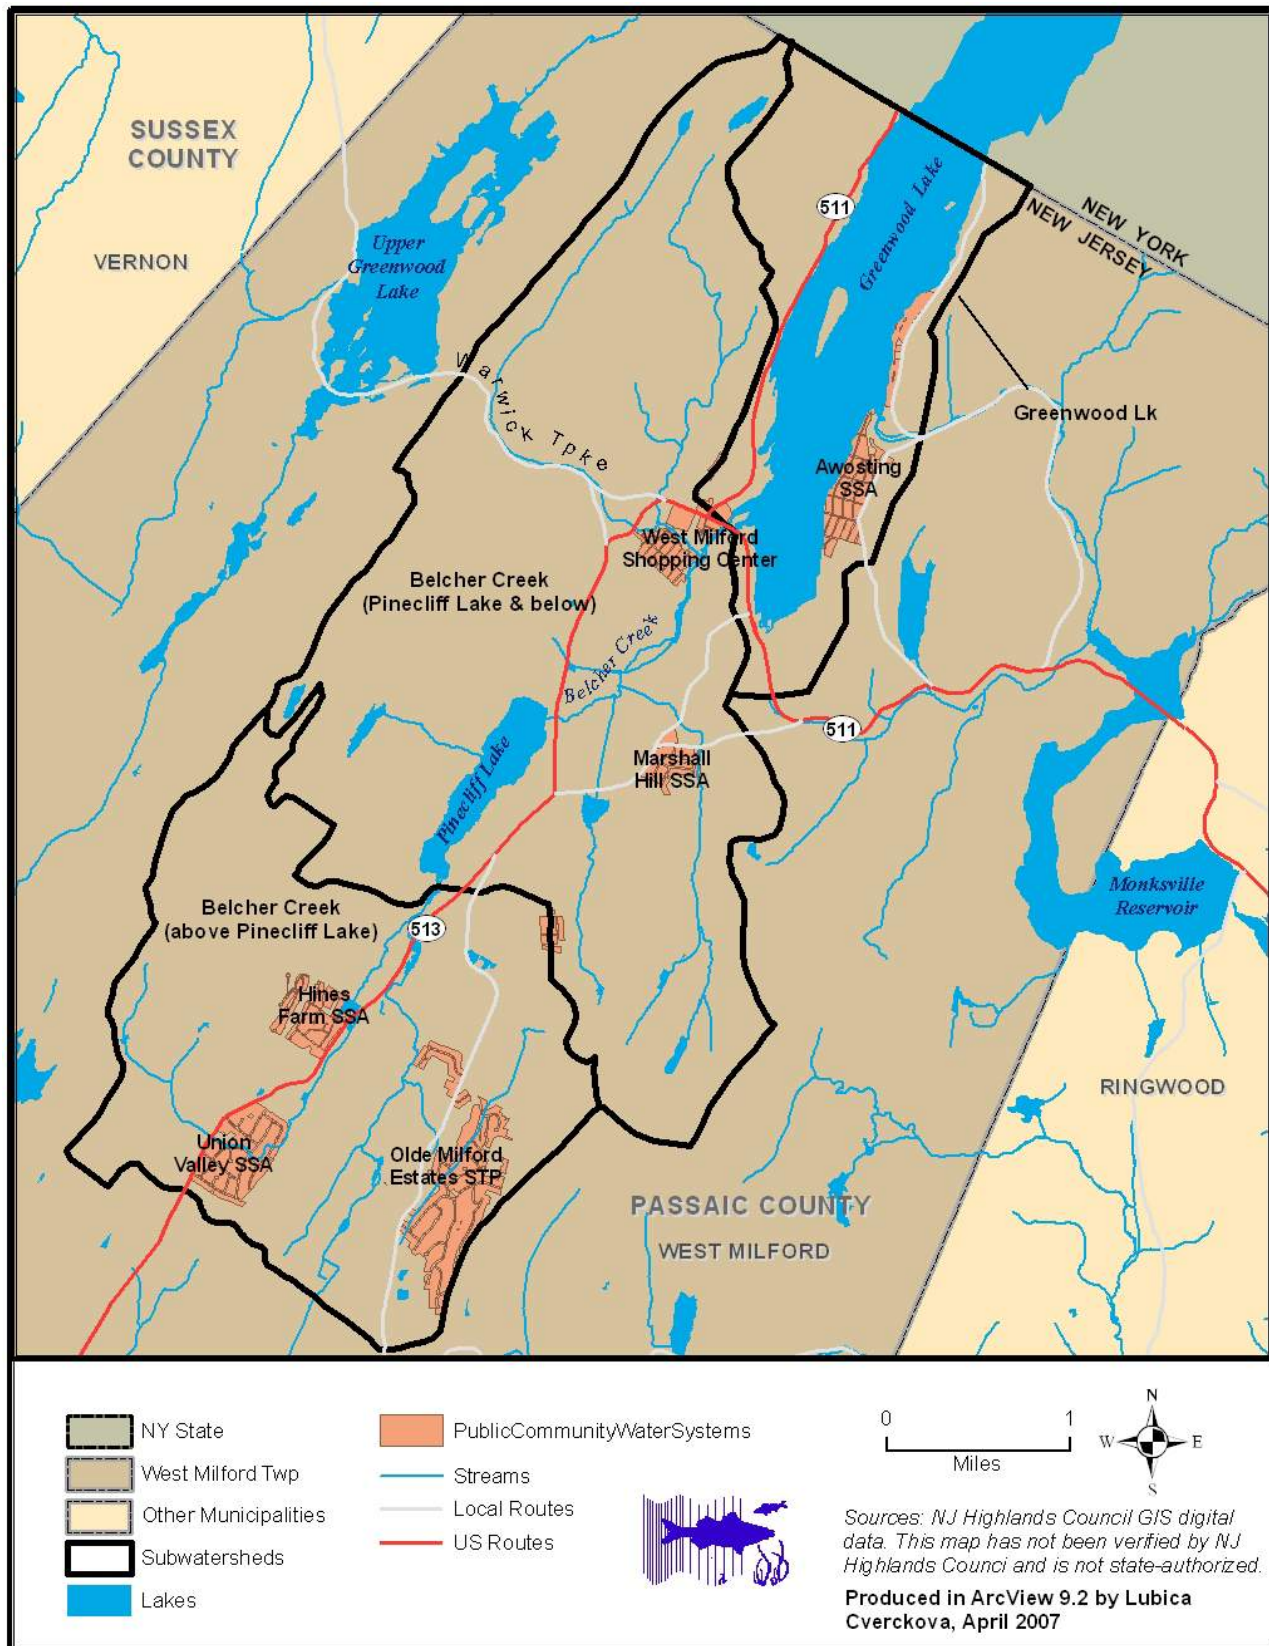 SUSSEX
COUNTY
VERNON
Upper
Greenwood
Lake
511
Greenwood Lake
NEW YORK
NEW JERSEY
Warwick Tpke
Greenwood Lk
Awosting
SSA
West Milford
Shopping Center
Belcher Creek
(Pinecliff Lake & below)
Belcher Creek
Pinecliff Lake
511
Marshall
Hill SSA
Monksville
Reservoir
Belcher Creek
(above Pinecliff Lake)
513
Hines
Farm SSA
RINGWOOD
Union
Valley SSA
Olde Milford
Estates STP
PASSAIC COUNTY
WEST MILFORD
NY State
West Milford Twp
Other Municipalities
Subwatersheds
Lakes
PublicCommunityWaterSystems
Streams
Local Routes
US Routes
0 1
Miles
N
W E
S
Sources: NJ Highlands Council GIS digital
data. This map has not been verified by NJ
Highlands Counci and is not state-authorized.
Produced in ArcView 9.2 by Lubica
Cverckova, April 2007